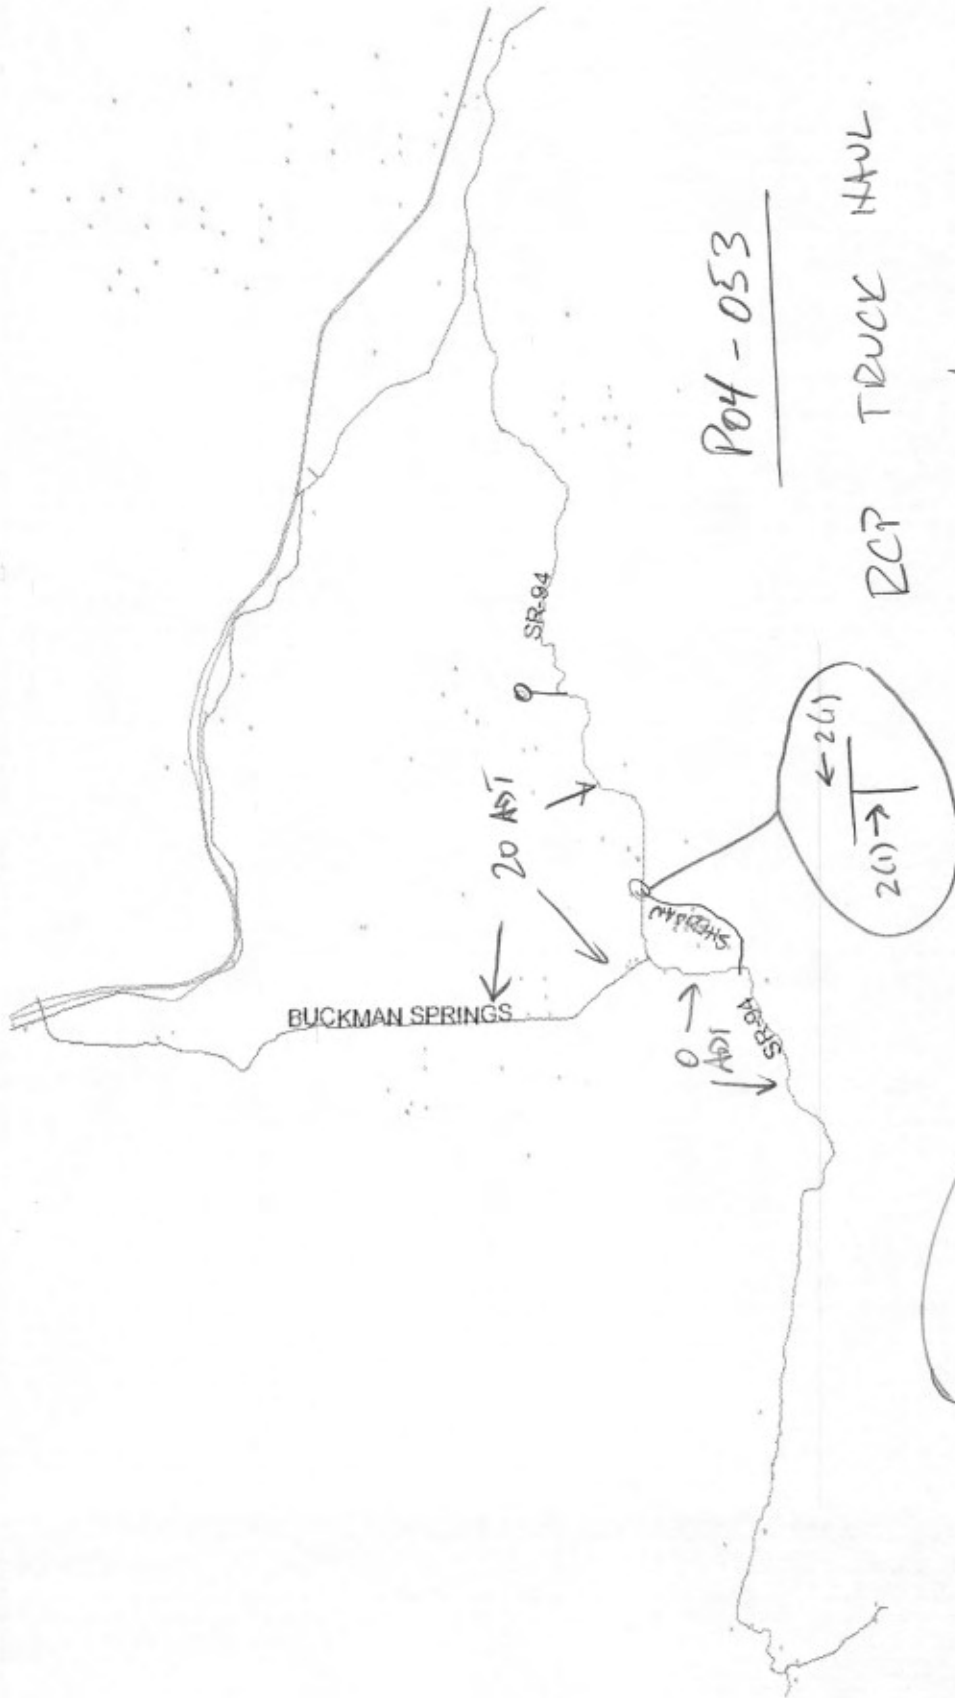 P04-053
RCP TRUCK HAUL
SR-94
20 ADT
BUCKMAN SPRINGS
SHERIDAN
0
ADT
SR-94
2(1)
2(1)